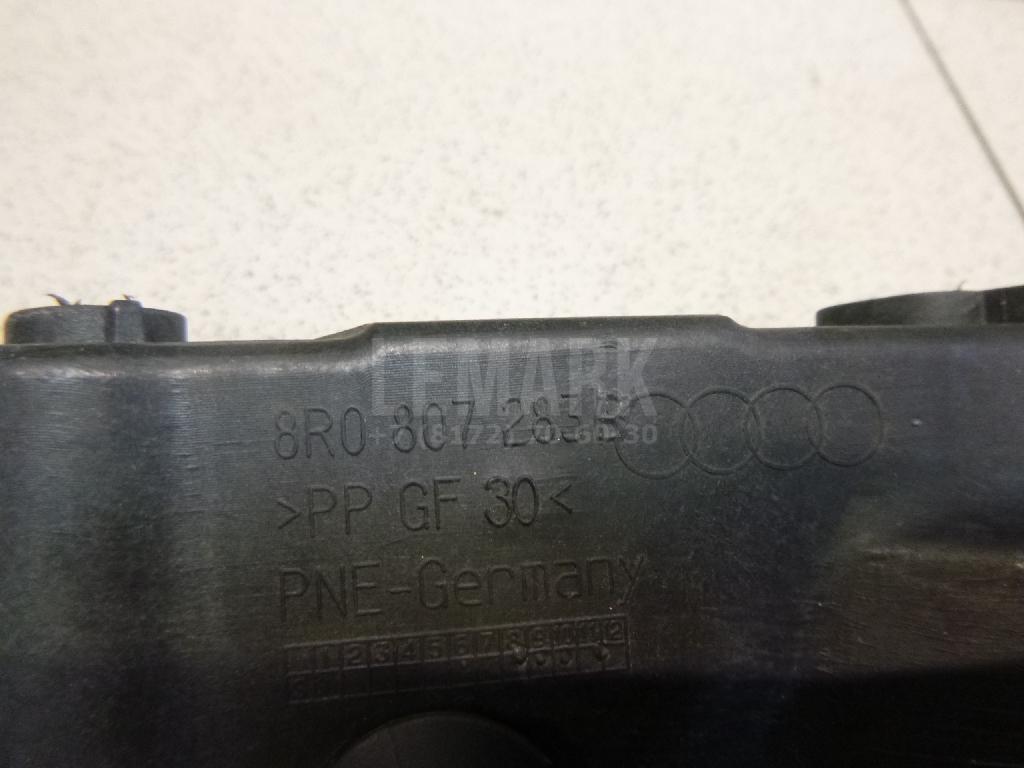 LEMARK
8R0 807 283
>PP GF 30<
PNE-Germany
1 2 3 4 5 6 7 8 9 10 11 12